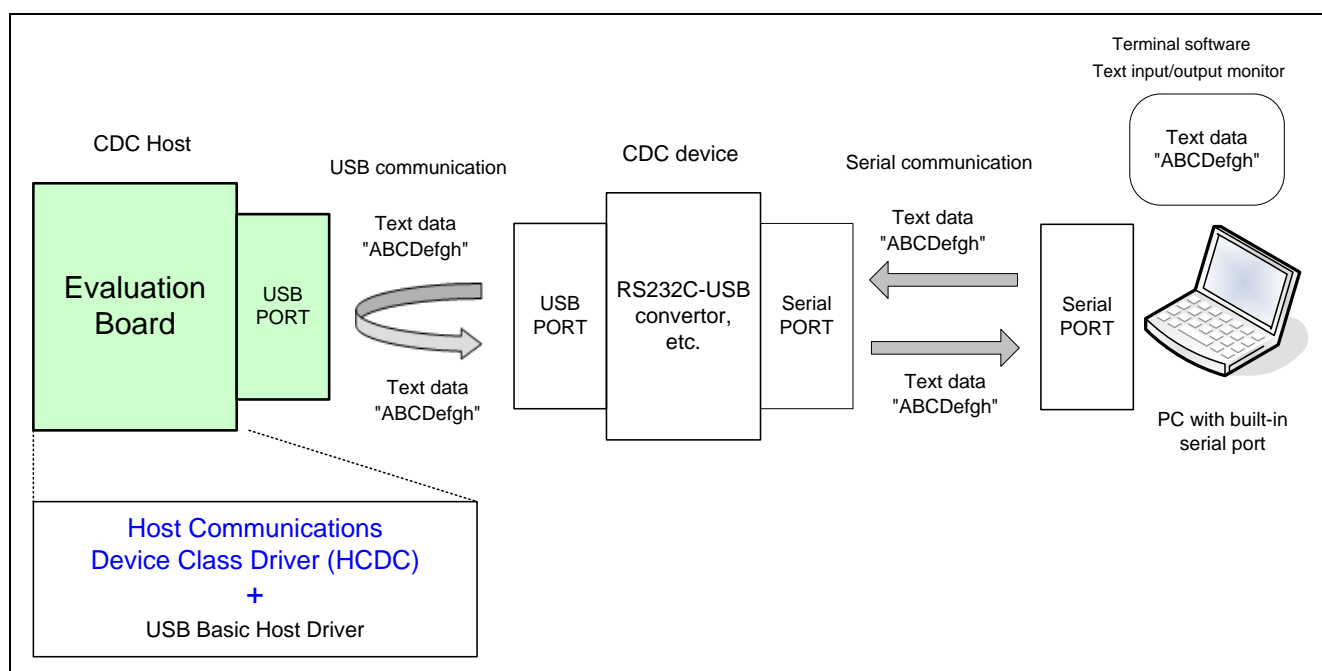 Terminal software
Text input/output monitor
Text data
"ABCDefgh"
CDC Host
USB communication
CDC device
Serial communication
Evaluation
Board
USB
PORT
Text data
"ABCDefgh"
Text data
"ABCDefgh"
USB
PORT
RS232C-USB
convertor,
etc.
Serial
PORT
Text data
"ABCDefgh"
Text data
"ABCDefgh"
Serial
PORT
PC with built-in
serial port
Host Communications
Device Class Driver (HCDC)
+
USB Basic Host Driver